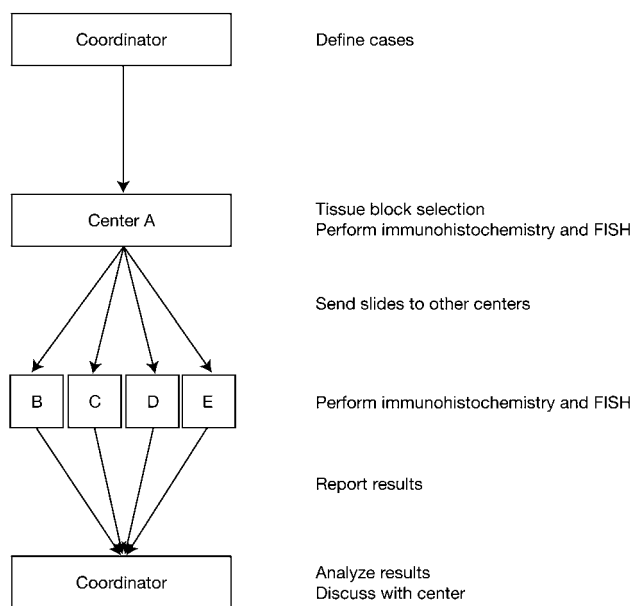 Coordinator
Define cases
Center A
Tissue block selection
Perform immunohistochemistry and FISH
Send slides to other centers
B
C
D
E
Perform immunohistochemistry and FISH
Report results
Coordinator
Analyze results
Discuss with center